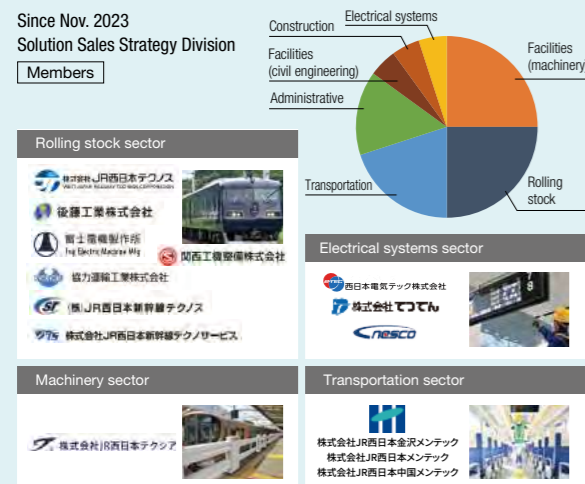 Since Nov. 2023
Solution Sales Strategy Division
Members
Construction
Electrical systems
Facilities
(civil engineering)
Facilities
(machinery)
Administrative
Transportation
Rolling
stock
Rolling stock sector
株式会社JR西日本テクノス
後藤工業株式会社
富士電機製作所
関西工機整備株式会社
協力運輸工業株式会社
(株)JR西日本新幹線テクノス
株式会社JR西日本新幹線テクノサービス
Electrical systems sector
西日本電気テック株式会社
株式会社てつでん
nesco
Machinery sector
株式会社JR西日本テクシア
Transportation sector
株式会社JR西日本金沢メンテック
株式会社JR西日本メンテック
株式会社JR西日本中国メンテック